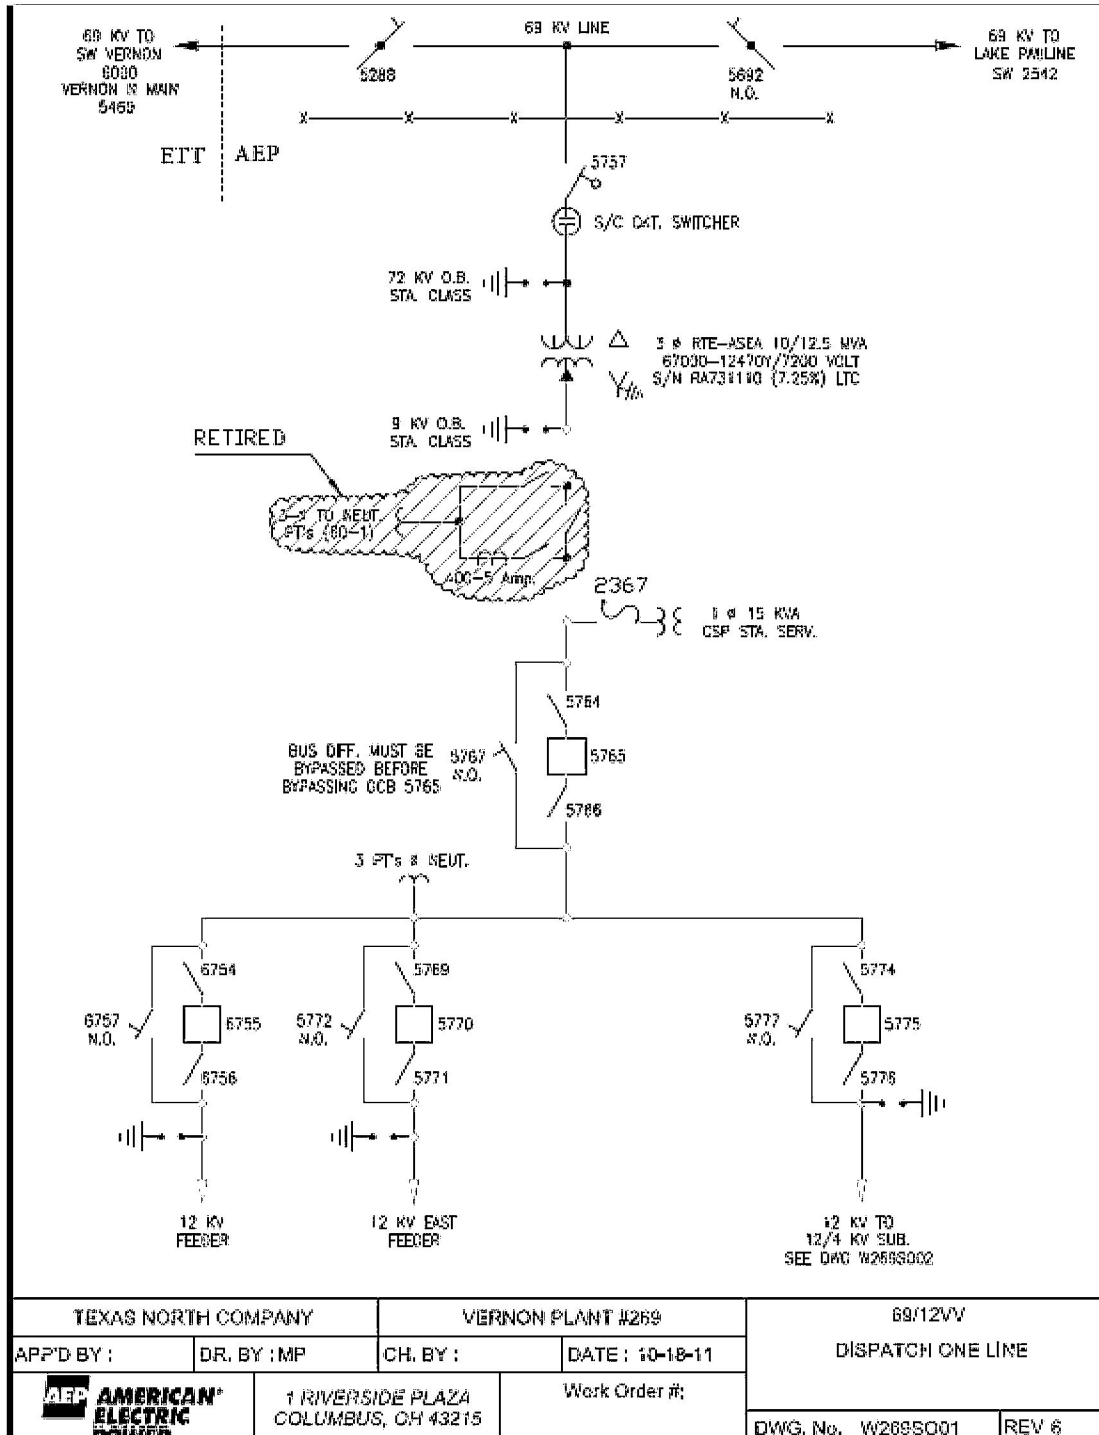 69 KV TO
SW VERNON
VERNON MAIN
5469
69 KV LINE
5288
5692
N.O.
69 KV TO
LAKE PAULINE
SW 2542
ETT
AEP
5757
S/C CKT. SWITCHER
72 KV O.B.
STA. CLASS
3 ø RTE-ASEA 10/12.5 MVA
67000-12470Y/7200 VOLT
S/N RA731110 (7.25%) LTC
9 KV O.B.
STA. CLASS
RETIRED
TO NEUT.
PT's (60-1)
400-5 Amp.
2367
1 ø 15 KVA
CSP STA. SERV.
5764
BUS DIFF. MUST BE
BYPASSED BEFORE
BYPASSING OCB 5765
5767
N.O.
5765
5766
3 PT's NEUT.
6754
6757
N.O.
6755
6756
5769
5772
N.O.
5770
5771
5774
5777
N.O.
5775
5776
12 KV
FEEDER
12 KV EAST
FEEDER
12 KV TO
12/4 KV SUB.
SEE DWG W269SO02
TEXAS NORTH COMPANY
VERNON PLANT #269
69/12VV
DISPATCH ONE LINE
APP'D BY :
DR. BY : MP
CH. BY :
DATE : 10-18-11
AEP AMERICAN
ELECTRIC
POWER
1 RIVERSIDE PLAZA
COLUMBUS, OH 43215
Work Order #:
DWG. No. W269SO01
REV 6